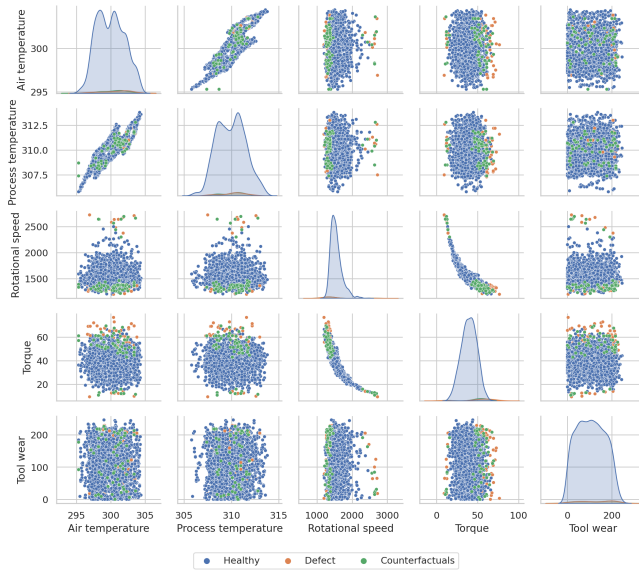 Air temperature
300
295
Process temperature
312.5
310.0
307.5
Rotational speed
2500
2000
1500
Torque
60
40
20
Tool wear
200
100
0
295 300 305
305 310 315
1000 2000 3000
0 50 100
0 200
Air temperature Process temperature Rotational speed Torque Tool wear
Healthy Defect Counterfactuals